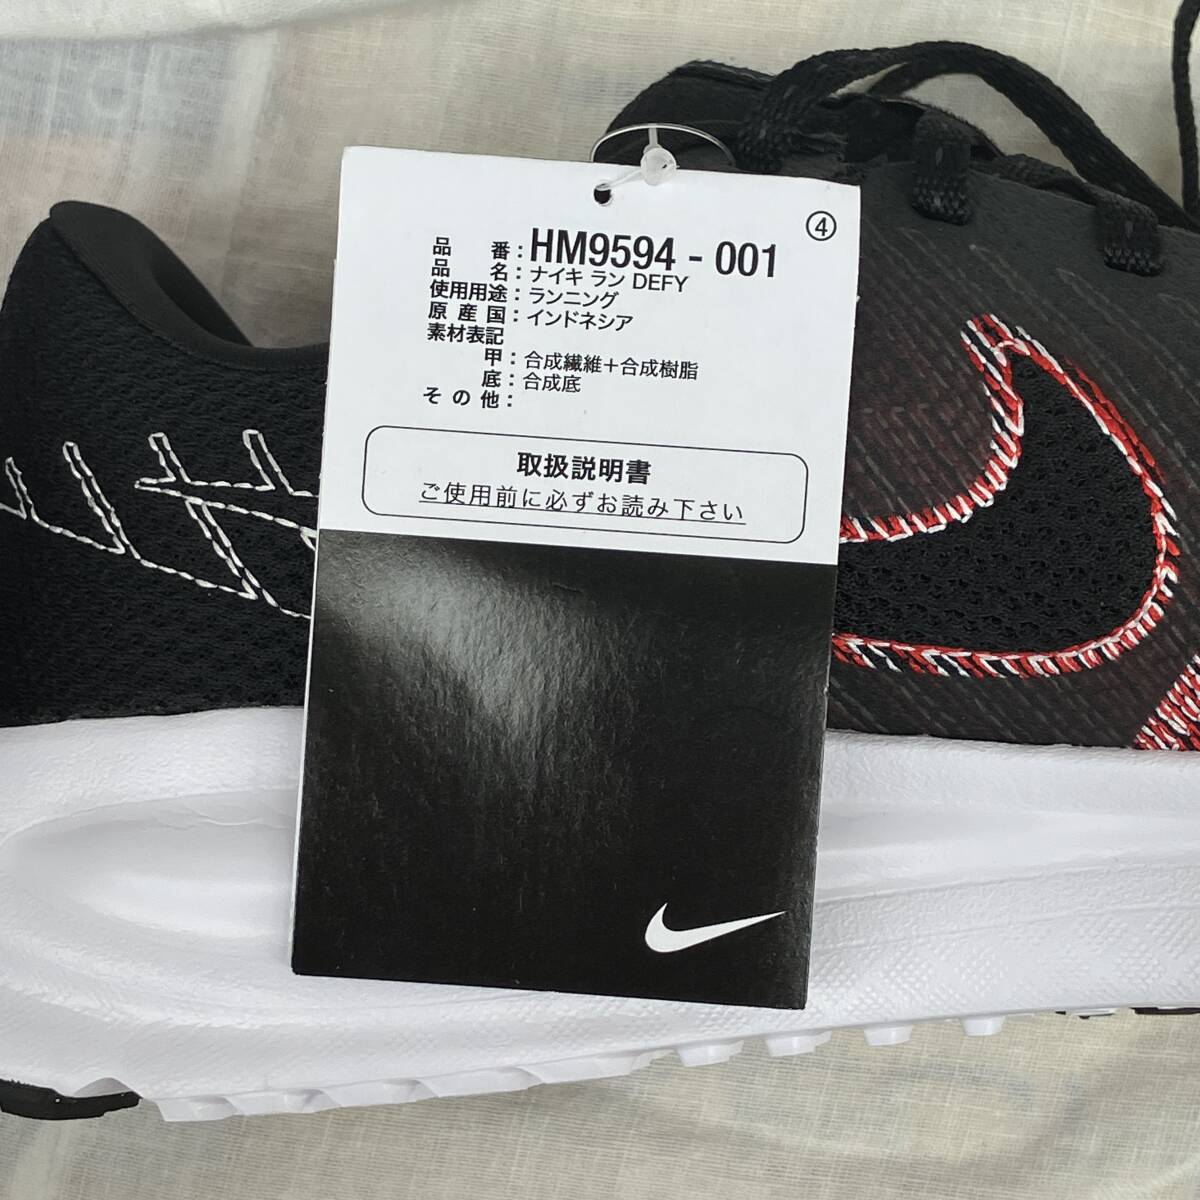 ④
品番：HM9594 - 001
品名：ナイキ ラン DEFY
使用用途：ランニング
原産国：インドネシア
素材表記
甲：合成繊維＋合成樹脂
底：合成底
その他：
取扱説明書
ご使用前に必ずお読み下さい